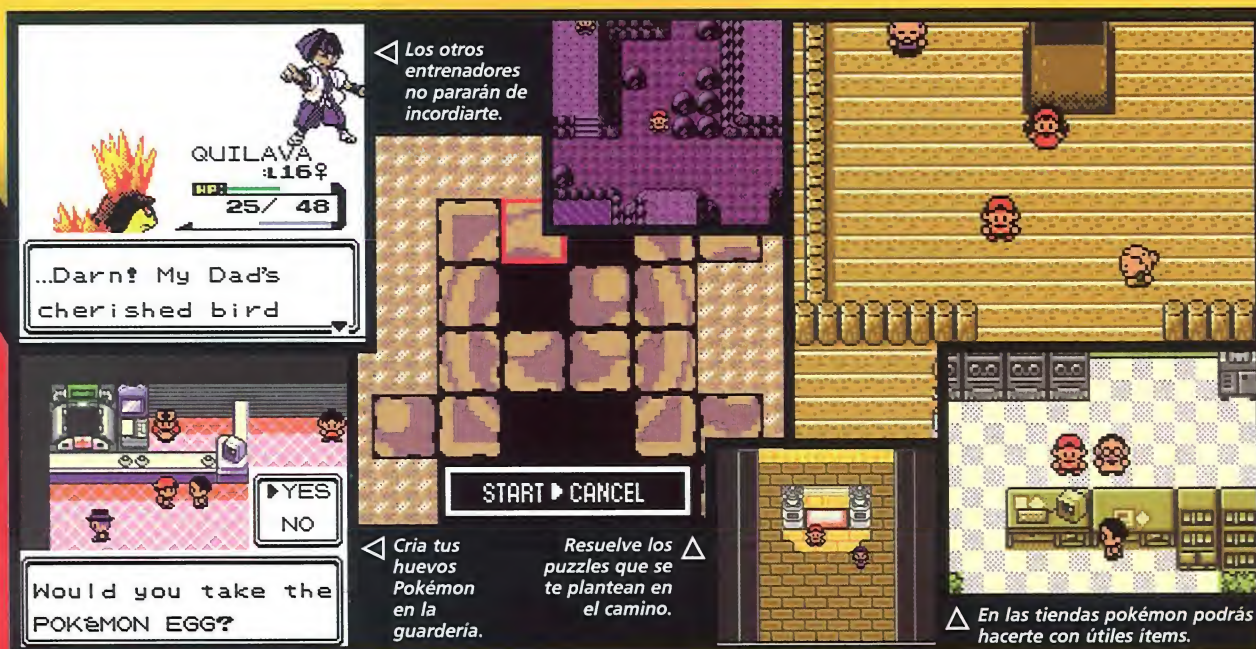 Los otros
entrenadores
no pararán de
incordiarte.
QUILAVA
:L16♀
HP:
25/ 48
...Darn! My Dad's
cherished bird
▶YES
NO
Would you take the
POKéMON EGG?
START ▶ CANCEL
Cria tus
huevos
Pokémon
en la
guardería.
Resuelve los
puzzles que se
te plantean en
el camino.
En las tiendas pokémon podrás
hacerte con útiles ítems.